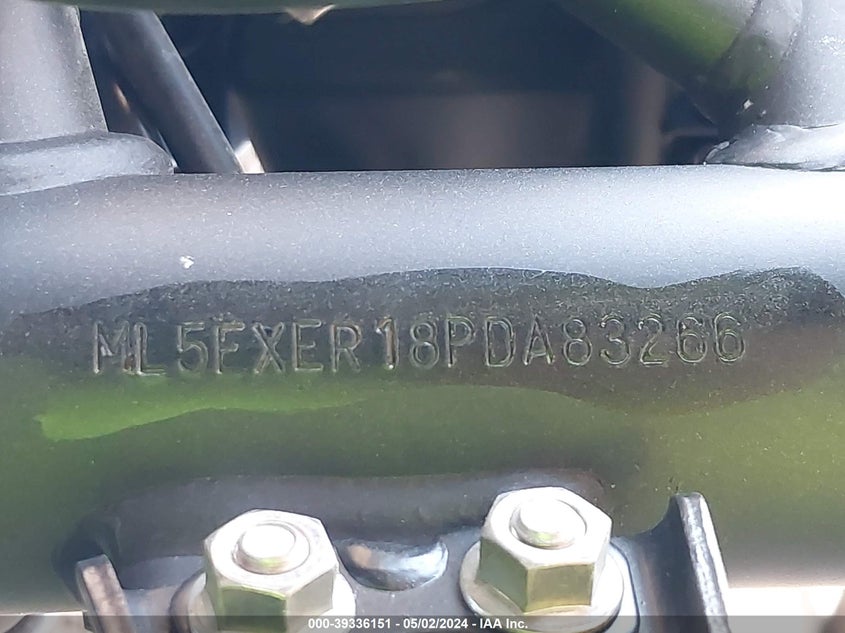 ML5FXER18PDA83266
000-39336151 - 05/02/2024 - IAA Inc.